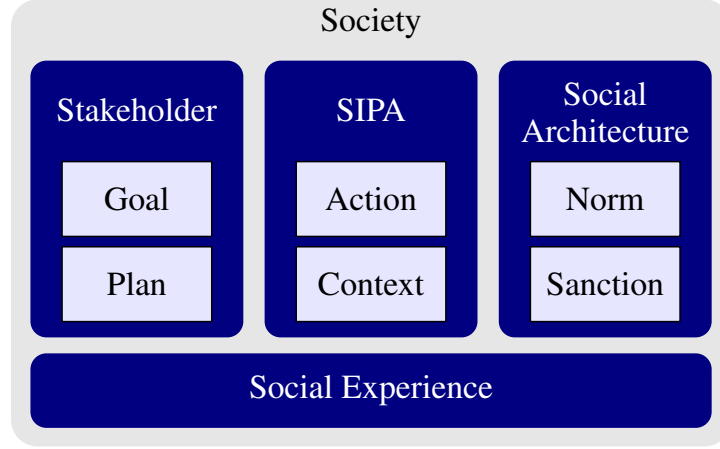 Society
Stakeholder
Goal
Plan
SIPA
Action
Context
Social
Architecture
Norm
Sanction
Social Experience